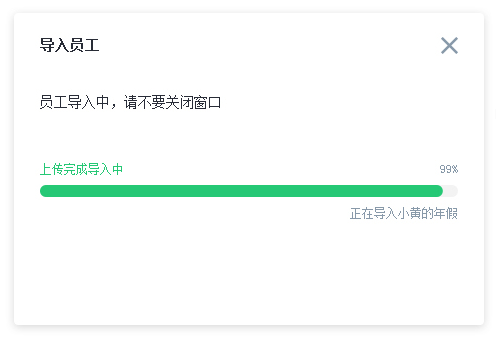 导入员工
员工导入中，请不要关闭窗口
上传完成导入中
99%
正在导入小黄的年假